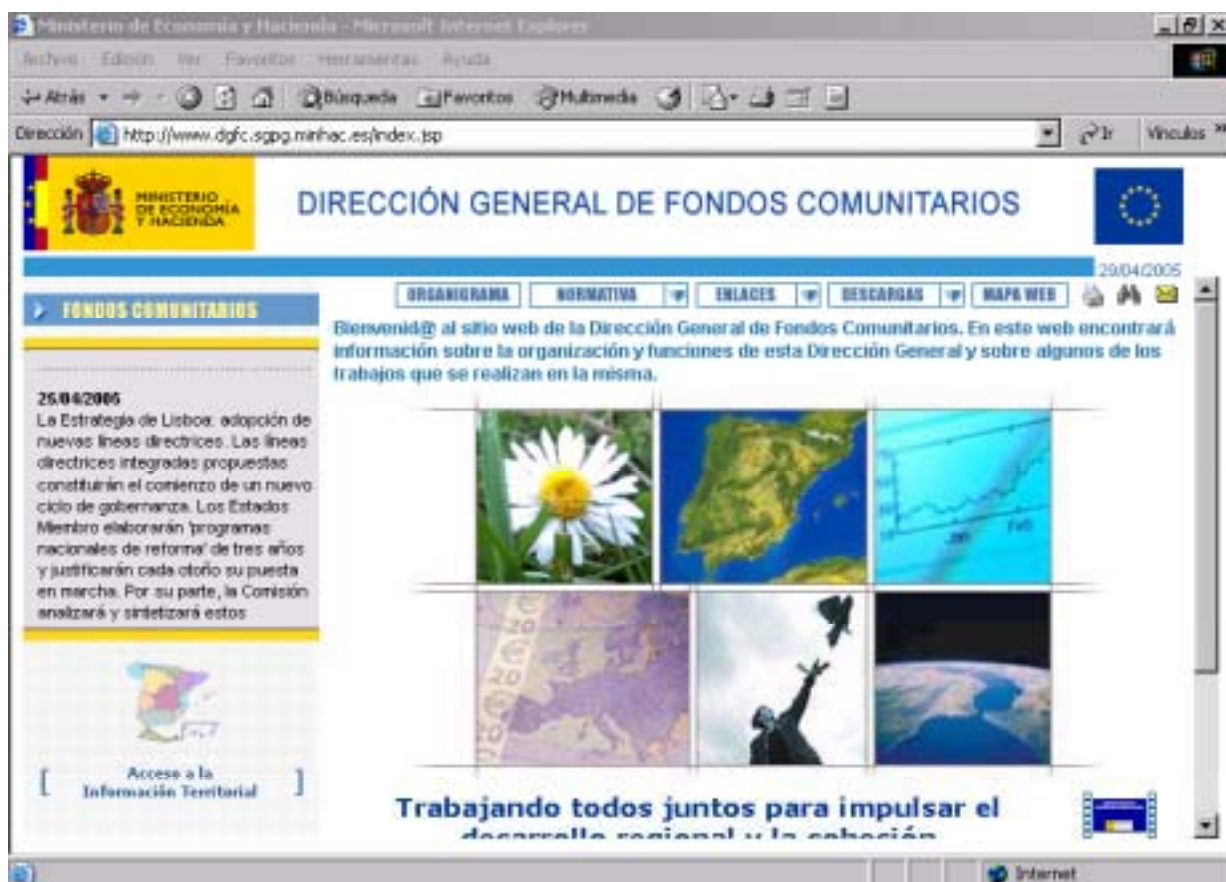 Ministerio de Economía y Hacienda - Microsoft Internet Explorer
Archivo Edición Ver Favoritos Herramientas Ayuda
Atrás Búsqueda Favoritos Multimedia
Dirección http://www.dgfc.sgpg.minhac.es/index.jsp Ir Vínculos »
MINISTERIO
DE ECONOMÍA
Y HACIENDA
DIRECCIÓN GENERAL DE FONDOS COMUNITARIOS
29/04/2005
ORGANIGRAMA NORMATIVA ENLACES DESCARGAS MAPA WEB
FONDOS COMUNITARIOS
Bienvenid@ al sitio web de la Dirección General de Fondos Comunitarios. En este web encontrará
información sobre la organización y funciones de esta Dirección General y sobre algunos de los
trabajos que se realizan en la misma.
25/04/2005
La Estrategia de Lisboa: adopción de
nuevas líneas directrices. Las líneas
directrices integradas propuestas
constituirán el comienzo de un nuevo
ciclo de gobernanza. Los Estados
Miembro elaborarán 'programas
nacionales de reforma' de tres años
y justificarán cada otoño su puesta
en marcha. Por su parte, la Comisión
analizará y sintetizará estos
Jan Feb
[ Acceso a la
Información Territorial ]
Trabajando todos juntos para impulsar el
desarrollo regional y la cohesión
Internet